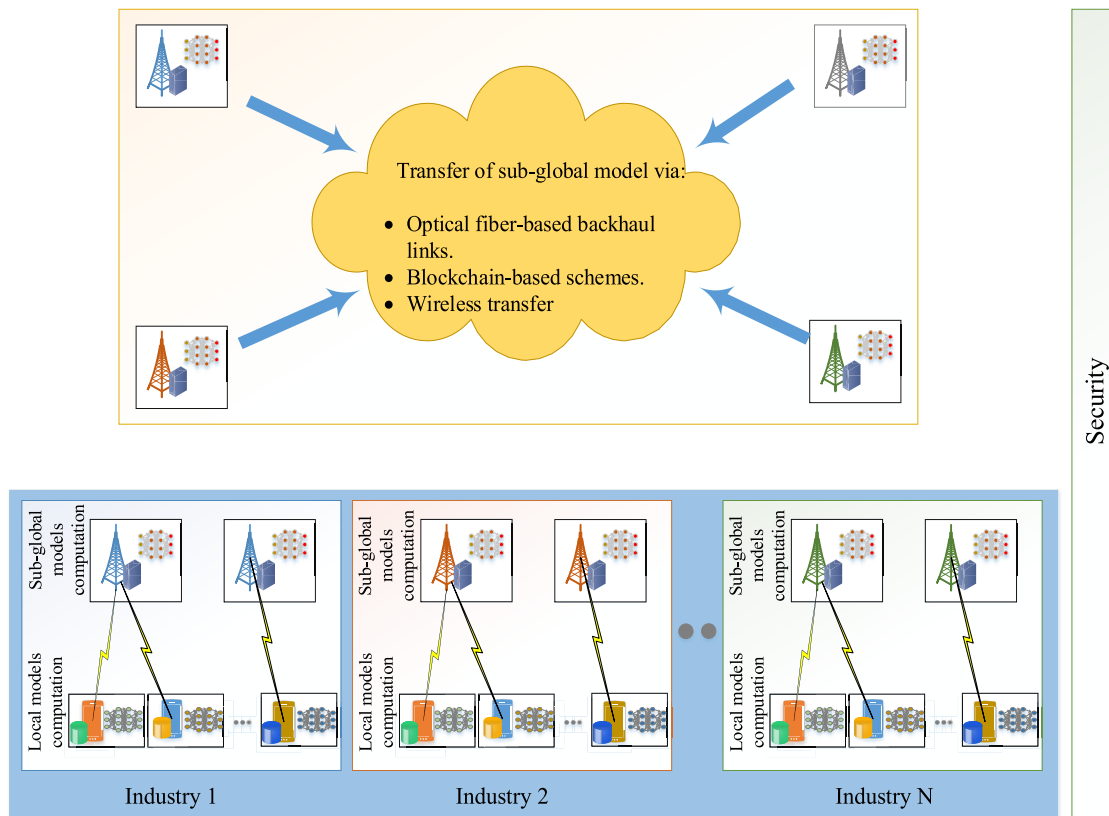 Transfer of sub-global model via:
• Optical fiber-based backhaul
links.
• Blockchain-based schemes.
• Wireless transfer
Security
Sub-global
models
computation
Local models
computation
Industry 1
Sub-global
models
computation
Local models
computation
Industry 2
Sub-global
models
computation
Local models
computation
Industry N